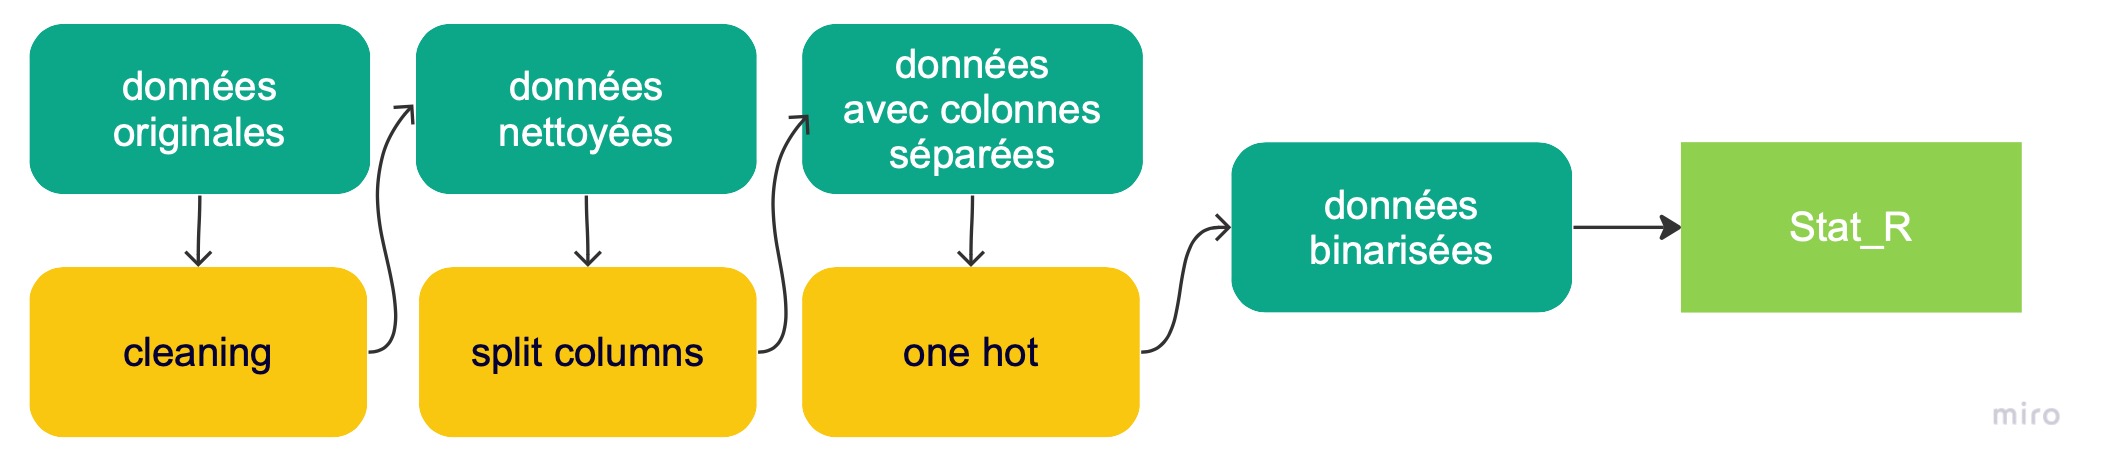 données
originales
données
nettoyées
données
avec colonnes
séparées
données
binarisées
Stat_R
cleaning
split columns
one hot
miro